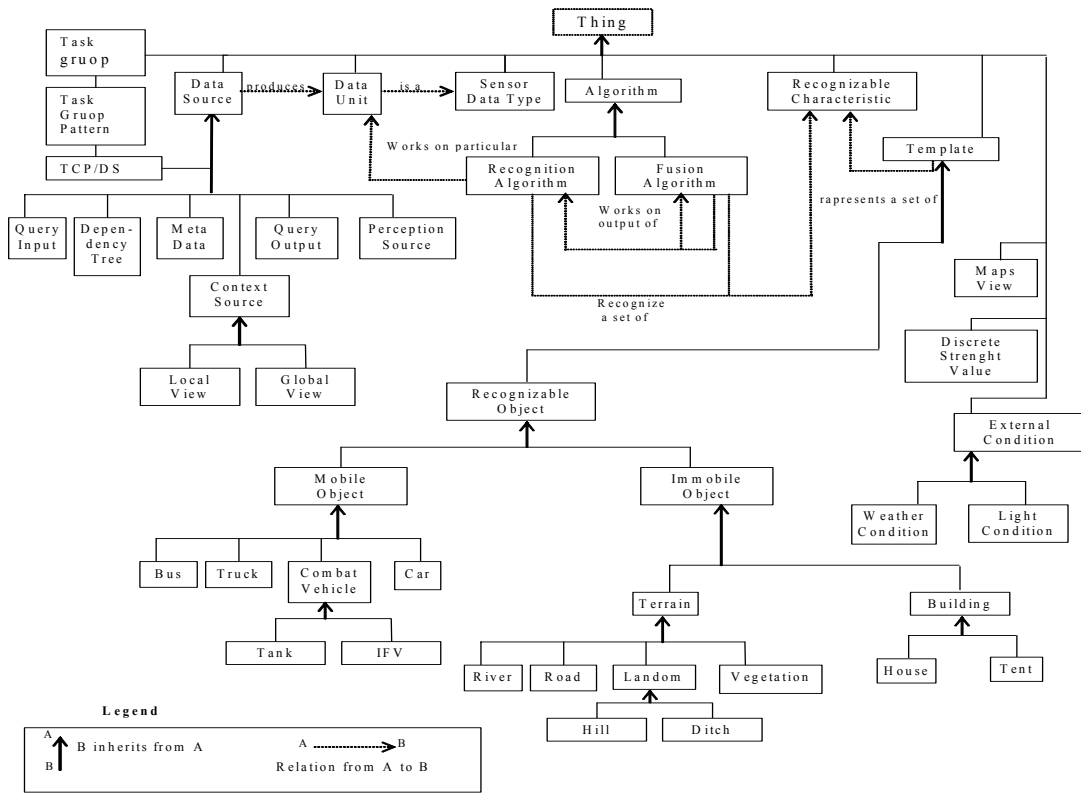 Thing
Task
gruop
Data
Source
produces
Data
Unit
is a
Sensor
Data Type
Algorithm
Recognizable
Characteristic
Task
Gruop
Pattern
Works on particular
Template
TCP/DS
Recognition
Algorithm
Fusion
Algorithm
rapresents a set of
Works on
output of
Query
Input
Depen-
dency
Tree
Meta
Data
Query
Output
Perception
Source
Context
Source
Maps
View
Recognize
a set of
Discrete
Strenght
Value
Local
View
Global
View
Recognizable
Object
External
Condition
Mobile
Object
Immobile
Object
Weather
Condition
Light
Condition
Bus
Truck
Combat
Vehicle
Car
Terrain
Building
Tank
IFV
River
Road
Landom
Vegetation
House
Tent
Hill
Ditch
Legend
A
B
B inherits from A
A
B
Relation from A to B